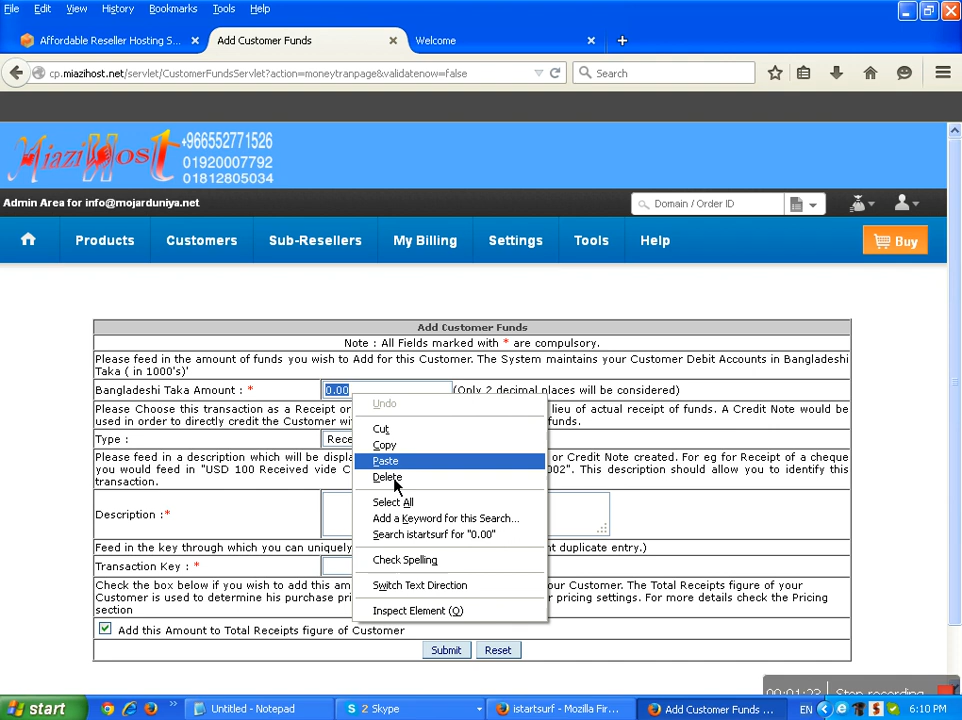 File Edit View History Bookmarks Tools Help
Affordable Reseller Hosting S... Add Customer Funds Welcome
cp.miazihost.net/servlet/CustomerFundsServlet?action=moneytranpage&validatenow=false Search
MiaziHost +966552771526
01920007792
01812805034
Admin Area for info@mojarduniya.net Domain / Order ID
Products Customers Sub-Resellers My Billing Settings Tools Help Buy
Add Customer Funds
Note : All Fields marked with * are compulsory.
Please feed in the amount of funds you wish to Add for this Customer. The System maintains your Customer Debit Accounts in Bangladeshi
Taka ( in 1000's)'
Bangladeshi Taka Amount : * 0.00 (Only 2 decimal places will be considered)
Please Choose this transaction as a Receipt or lieu of actual receipt of funds. A Credit Note would be
used in order to directly credit the Customer wi funds.
Type : Rece
Please feed in a description which will be displa or Credit Note created. For eg for Receipt of a cheque
you would feed in "USD 100 Received vide C 002". This description should allow you to identify this
transaction.
Description :*
Feed in the key through which you can uniquely nt duplicate entry.)
Transaction Key : *
Check the box below if you wish to add this am Customer. The Total Receipts figure of your
Customer is used to determine his purchase pri pricing settings. For more details check the Pricing
section
Add this Amount to Total Receipts figure of Customer
Submit Reset
Undo
Cut
Copy
Paste
Delete
Select All
Add a Keyword for this Search...
Search istartsurf for "0.00"
Check Spelling
Switch Text Direction
Inspect Element (Q)
00:01:23 Stop recording
start Untitled - Notepad 2 Skype istartsurf - Mozilla Fir... Add Customer Funds ... EN 6:10 PM